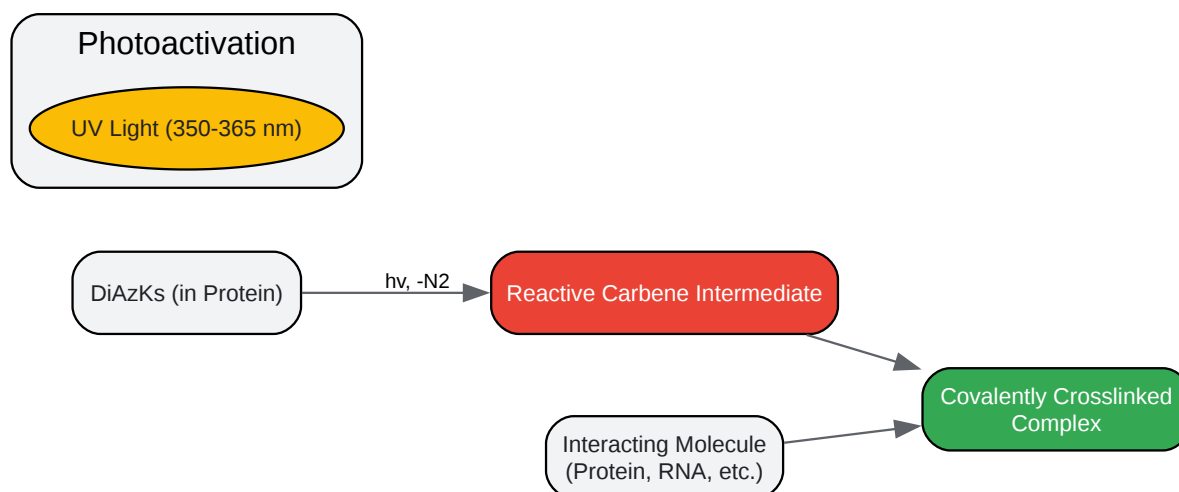 Photoactivation
UV Light (350-365 nm)
DiAzKs (in Protein)
hv, -N2
Reactive Carbene Intermediate
Covalently Crosslinked
Complex
Interacting Molecule
(Protein, RNA, etc.)